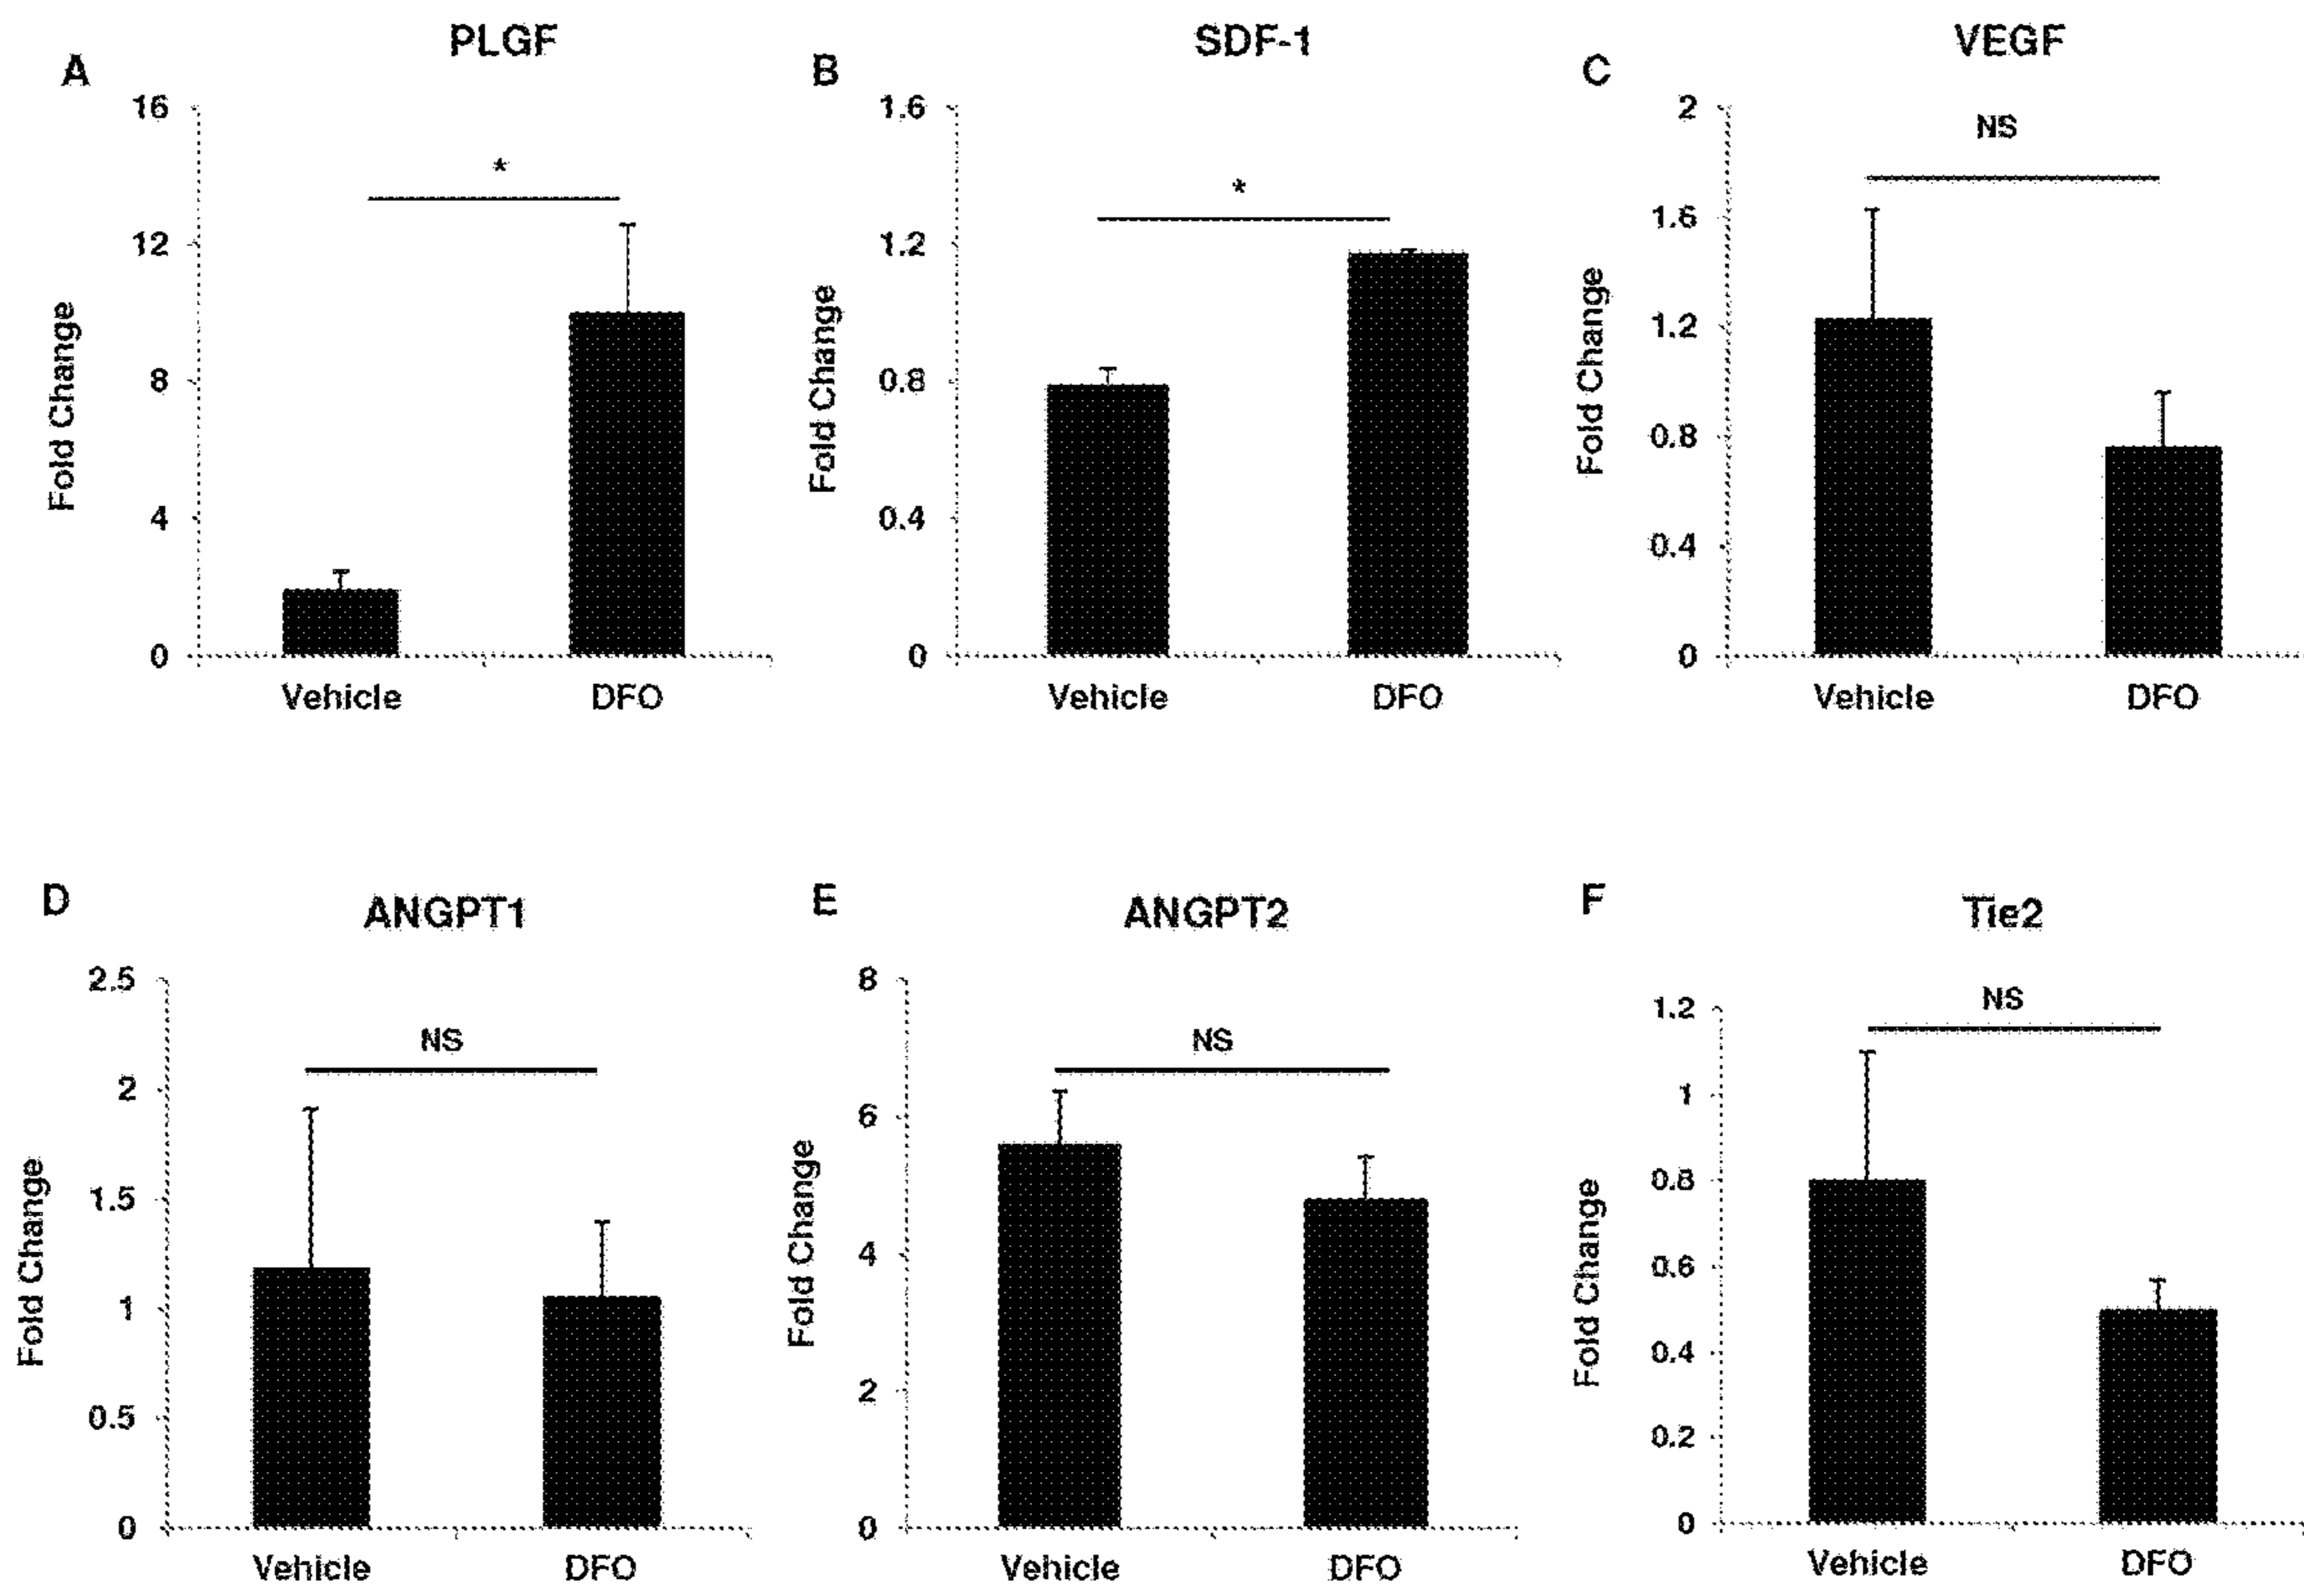 A
PLGF
16
12
8
4
0
Fold Change
*
Vehicle
DFO
B
SDF-1
1.6
1.2
0.8
0.4
0
Fold Change
*
Vehicle
DFO
C
VEGF
2
1.6
1.2
0.8
0.4
0
Fold Change
NS
Vehicle
DFO
D
ANGPT1
2.5
2
1.5
1
0.5
0
Fold Change
NS
Vehicle
DFO
E
ANGPT2
8
6
4
2
0
Fold Change
NS
Vehicle
DFO
F
Tie2
1.2
1
0.8
0.6
0.4
0.2
0
Fold Change
NS
Vehicle
DFO